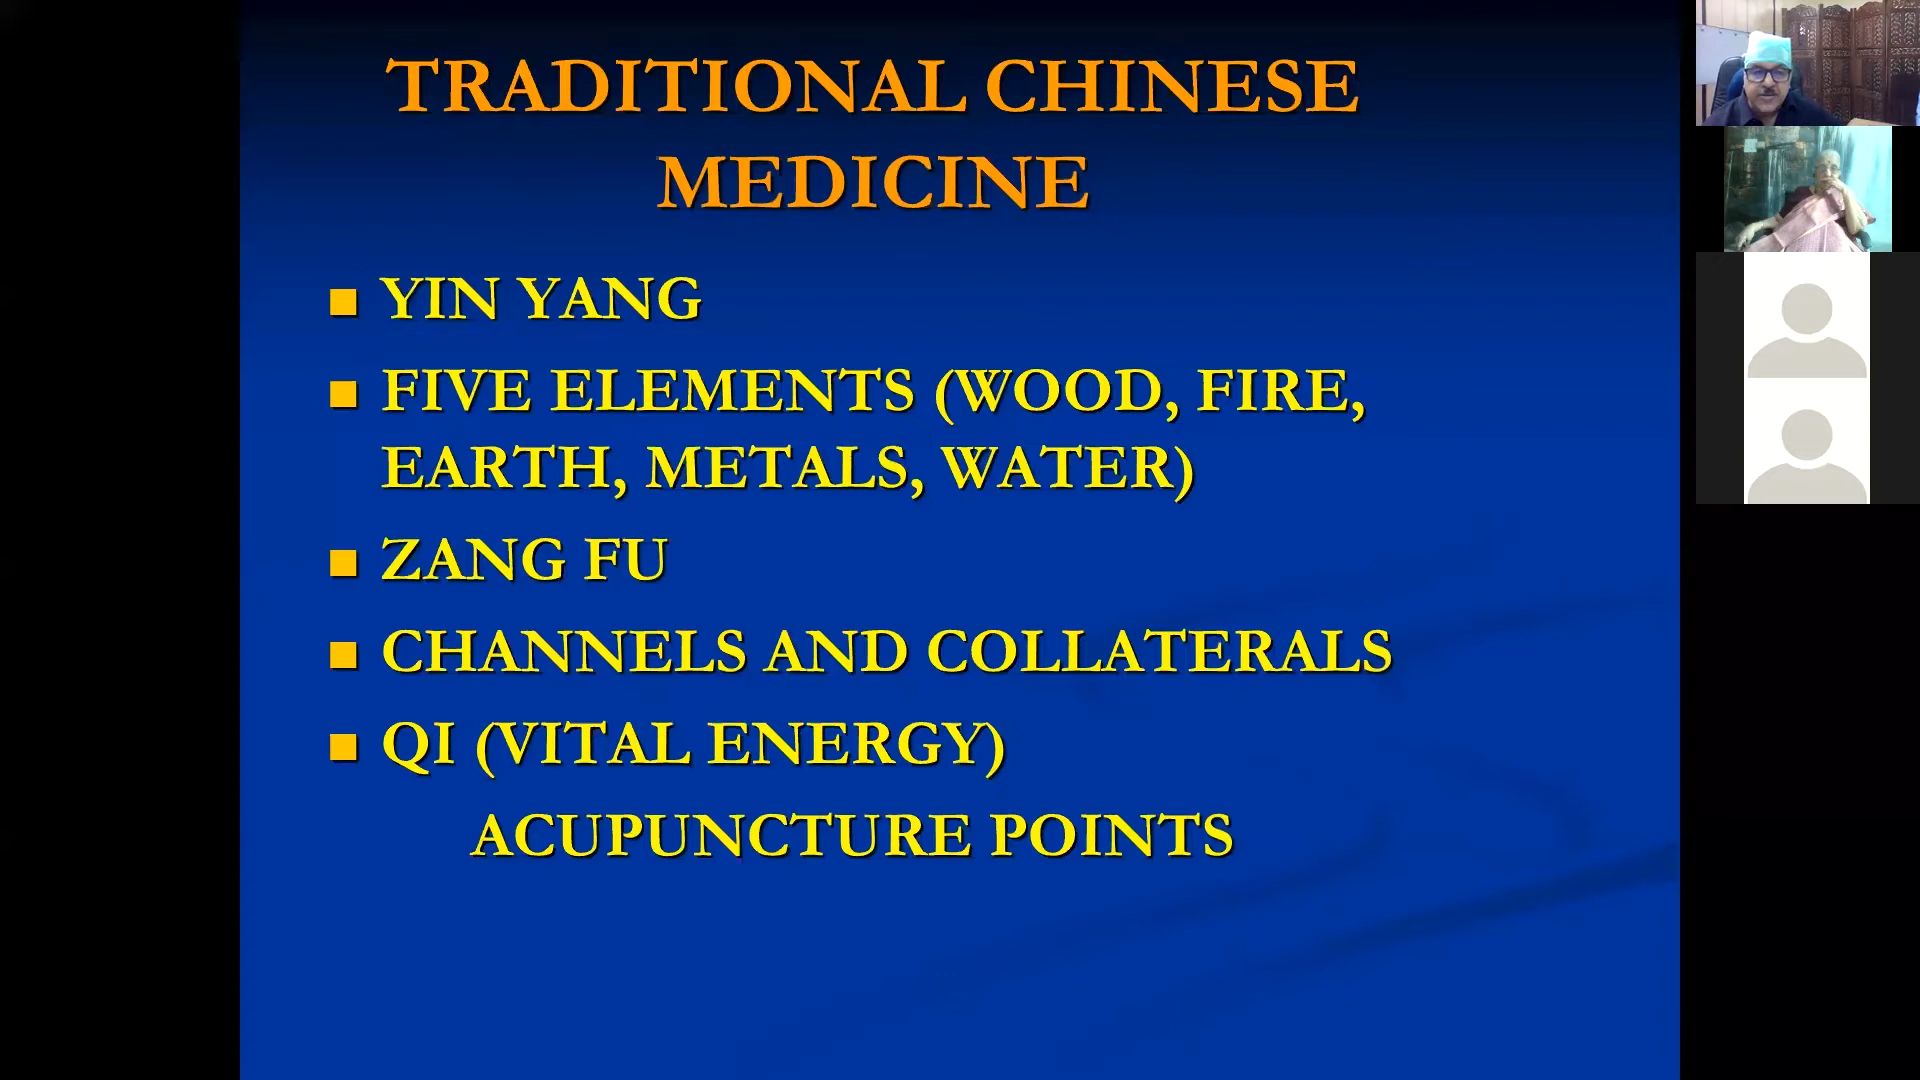 TRADITIONAL CHINESE
MEDICINE
YIN YANG
FIVE ELEMENTS (WOOD, FIRE,
EARTH, METALS, WATER)
ZANG FU
CHANNELS AND COLLATERALS
QI (VITAL ENERGY)
ACUPUNCTURE POINTS